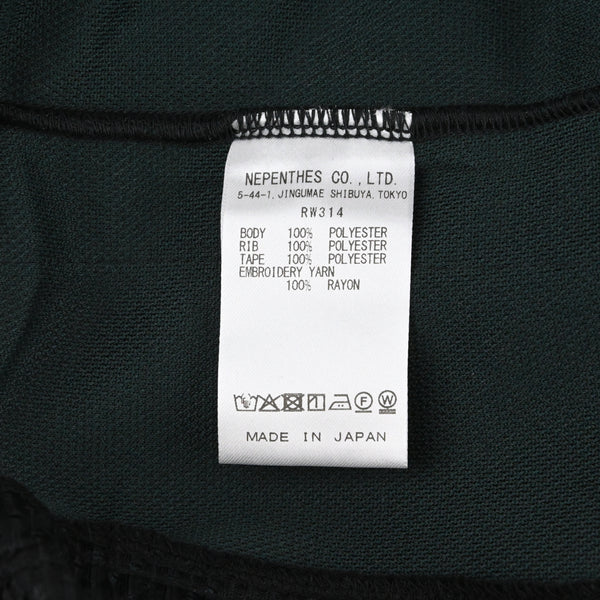 NEPENTHES CO., LTD.
5-44-1, JINGUMAE SHIBUYA, TOKYO
RW314
BODY 100% POLYESTER
RIB 100% POLYESTER
TAPE 100% POLYESTER
EMBROIDERY YARN
100% RAYON
F W
MADE IN JAPAN